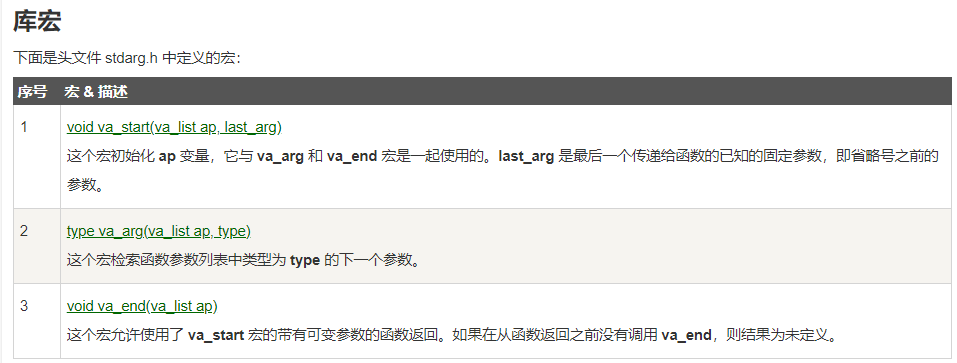 库宏
下面是头文件 stdarg.h 中定义的宏：
序号 宏 & 描述
1 void va_start(va_list ap, last_arg)
这个宏初始化 ap 变量，它与 va_arg 和 va_end 宏是一起使用的。last_arg 是最后一个传递给函数的已知的固定参数，即省略号之前的
参数。
2 type va_arg(va_list ap, type)
这个宏检索函数参数列表中类型为 type 的下一个参数。
3 void va_end(va_list ap)
这个宏允许使用了 va_start 宏的带有可变参数的函数返回。如果在从函数返回之前没有调用 va_end，则结果为未定义。